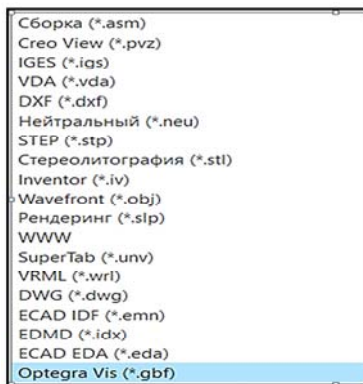 Сборка (*.asm)
Creo View (*.pvz)
IGES (*.igs)
VDA (*.vda)
DXF (*.dxf)
Нейтральный (*.neu)
STEP (*.stp)
Стереолитография (*.stl)
Inventor (*.iv)
Wavefront (*.obj)
Рендеринг (*.slp)
WWW
SuperTab (*.unv)
VRML (*.wrl)
DWG (*.dwg)
ECAD IDF (*.emn)
EDMD (*.idx)
ECAD EDA (*.eda)
Optegra Vis (*.gbf)